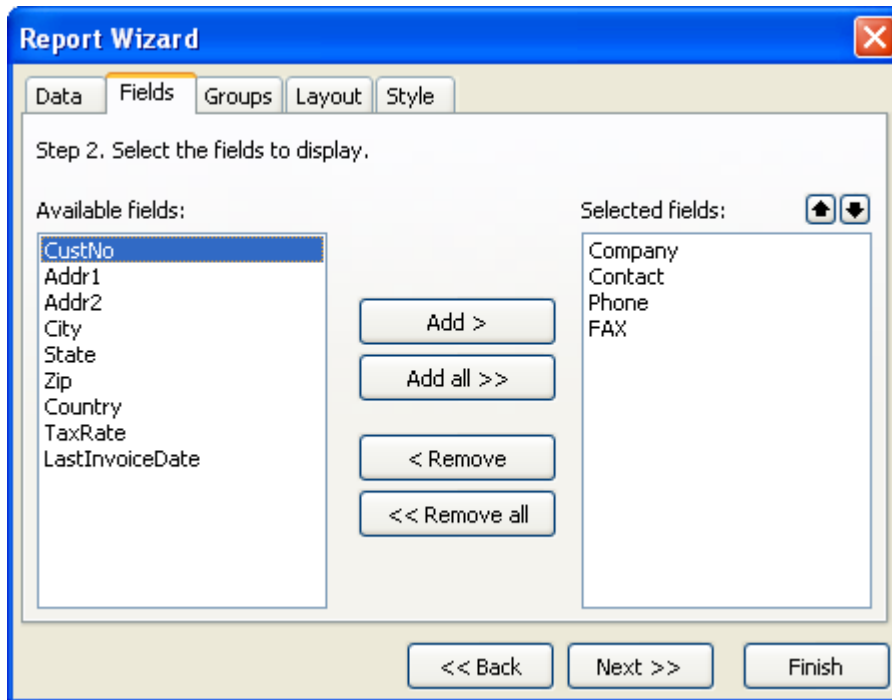 Report Wizard
Data Fields Groups Layout Style
Step 2. Select the fields to display.
Available fields:
CustNo
Addr1
Addr2
City
State
Zip
Country
TaxRate
LastInvoiceDate
Add >
Add all >>
< Remove
<< Remove all
Selected fields:
Company
Contact
Phone
FAX
<< Back Next >> Finish